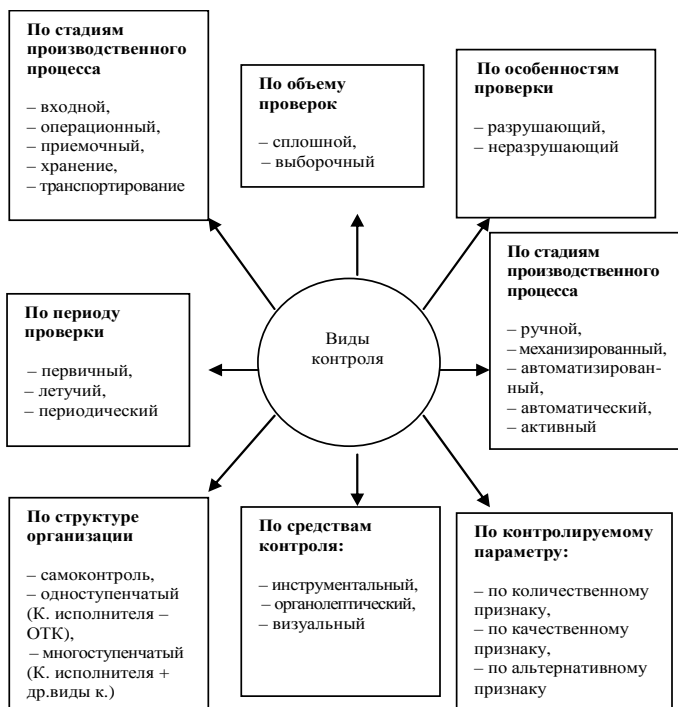 По стадиям
производственного
процесса
– входной,
– операционный,
– приемочный,
– хранение,
– транспортирование
По объему
проверок
– сплошной,
– выборочный
По особенностям
проверки
– разрушающий,
– неразрушающий
По периоду
проверки
– первичный,
– летучий,
– периодический
Виды
контроля
По стадиям
производственного
процесса
– ручной,
– механизированный,
– автоматизирован-
ный,
– автоматический,
– активный
По структуре
организации
– самоконтроль,
– одноступенчатый
(К. исполнителя –
ОТК),
– многоступенчатый
(К. исполнителя +
др.виды к.)
По средствам
контроля:
– инструментальный,
– органолептический,
– визуальный
По контролируемому
параметру:
– по количественному
признаку,
– по качественному
признаку,
– по альтернативному
признаку